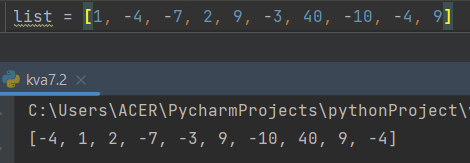 list = [1, -4, -7, 2, 9, -3, 40, -10, -4, 9]
kva7.2 ×
C:\Users\ACER\PycharmProjects\pythonProject\
[-4, 1, 2, -7, -3, 9, -10, 40, 9, -4]